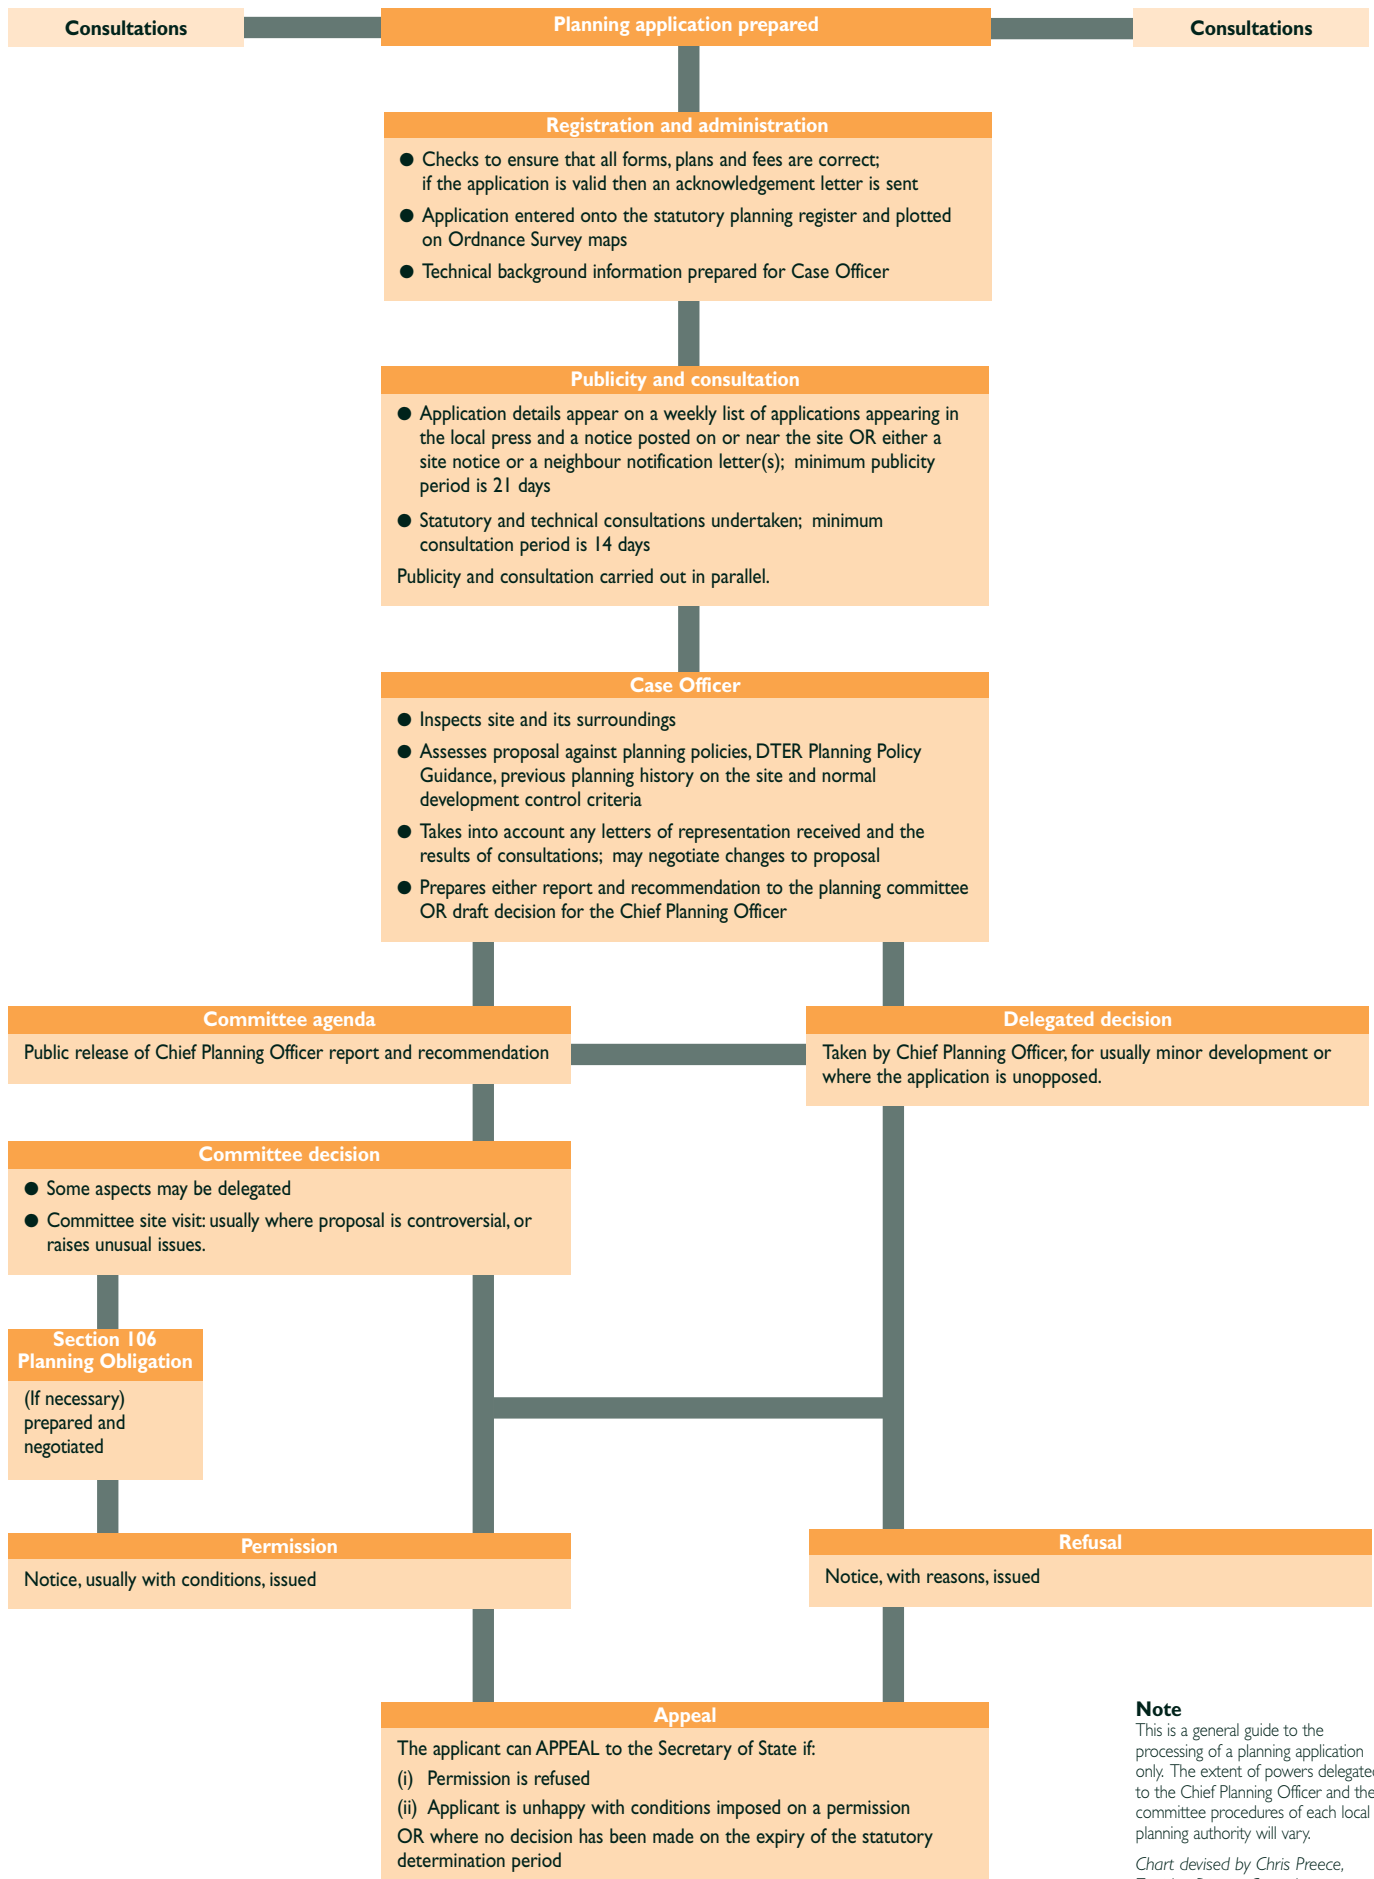 Consultations
Planning application prepared
Consultations
Registration and administration
● Checks to ensure that all forms, plans and fees are correct;
if the application is valid then an acknowledgement letter is sent
● Application entered onto the statutory planning register and plotted
on Ordnance Survey maps
● Technical background information prepared for Case Officer
Publicity and consultation
● Application details appear on a weekly list of applications appearing in
the local press and a notice posted on or near the site OR either a
site notice or a neighbour notification letter(s); minimum publicity
period is 21 days
● Statutory and technical consultations undertaken; minimum
consultation period is 14 days
Publicity and consultation carried out in parallel.
Case Officer
● Inspects site and its surroundings
● Assesses proposal against planning policies, DTER Planning Policy
Guidance, previous planning history on the site and normal
development control criteria
● Takes into account any letters of representation received and the
results of consultations; may negotiate changes to proposal
● Prepares either report and recommendation to the planning committee
OR draft decision for the Chief Planning Officer
Committee agenda
Public release of Chief Planning Officer report and recommendation
Delegated decision
Taken by Chief Planning Officer, for usually minor development or
where the application is unopposed.
Committee decision
● Some aspects may be delegated
● Committee site visit: usually where proposal is controversial, or
raises unusual issues.
Section 106
Planning Obligation
(If necessary)
prepared and
negotiated
Permission
Notice, usually with conditions, issued
Refusal
Notice, with reasons, issued
Appeal
The applicant can APPEAL to the Secretary of State if:
(i) Permission is refused
(ii) Applicant is unhappy with conditions imposed on a permission
OR where no decision has been made on the expiry of the statutory
determination period
Note
This is a general guide to the
processing of a planning application
only. The extent of powers delegated
to the Chief Planning Officer and the
committee procedures of each local
planning authority will vary.
Chart devised by Chris Preece,